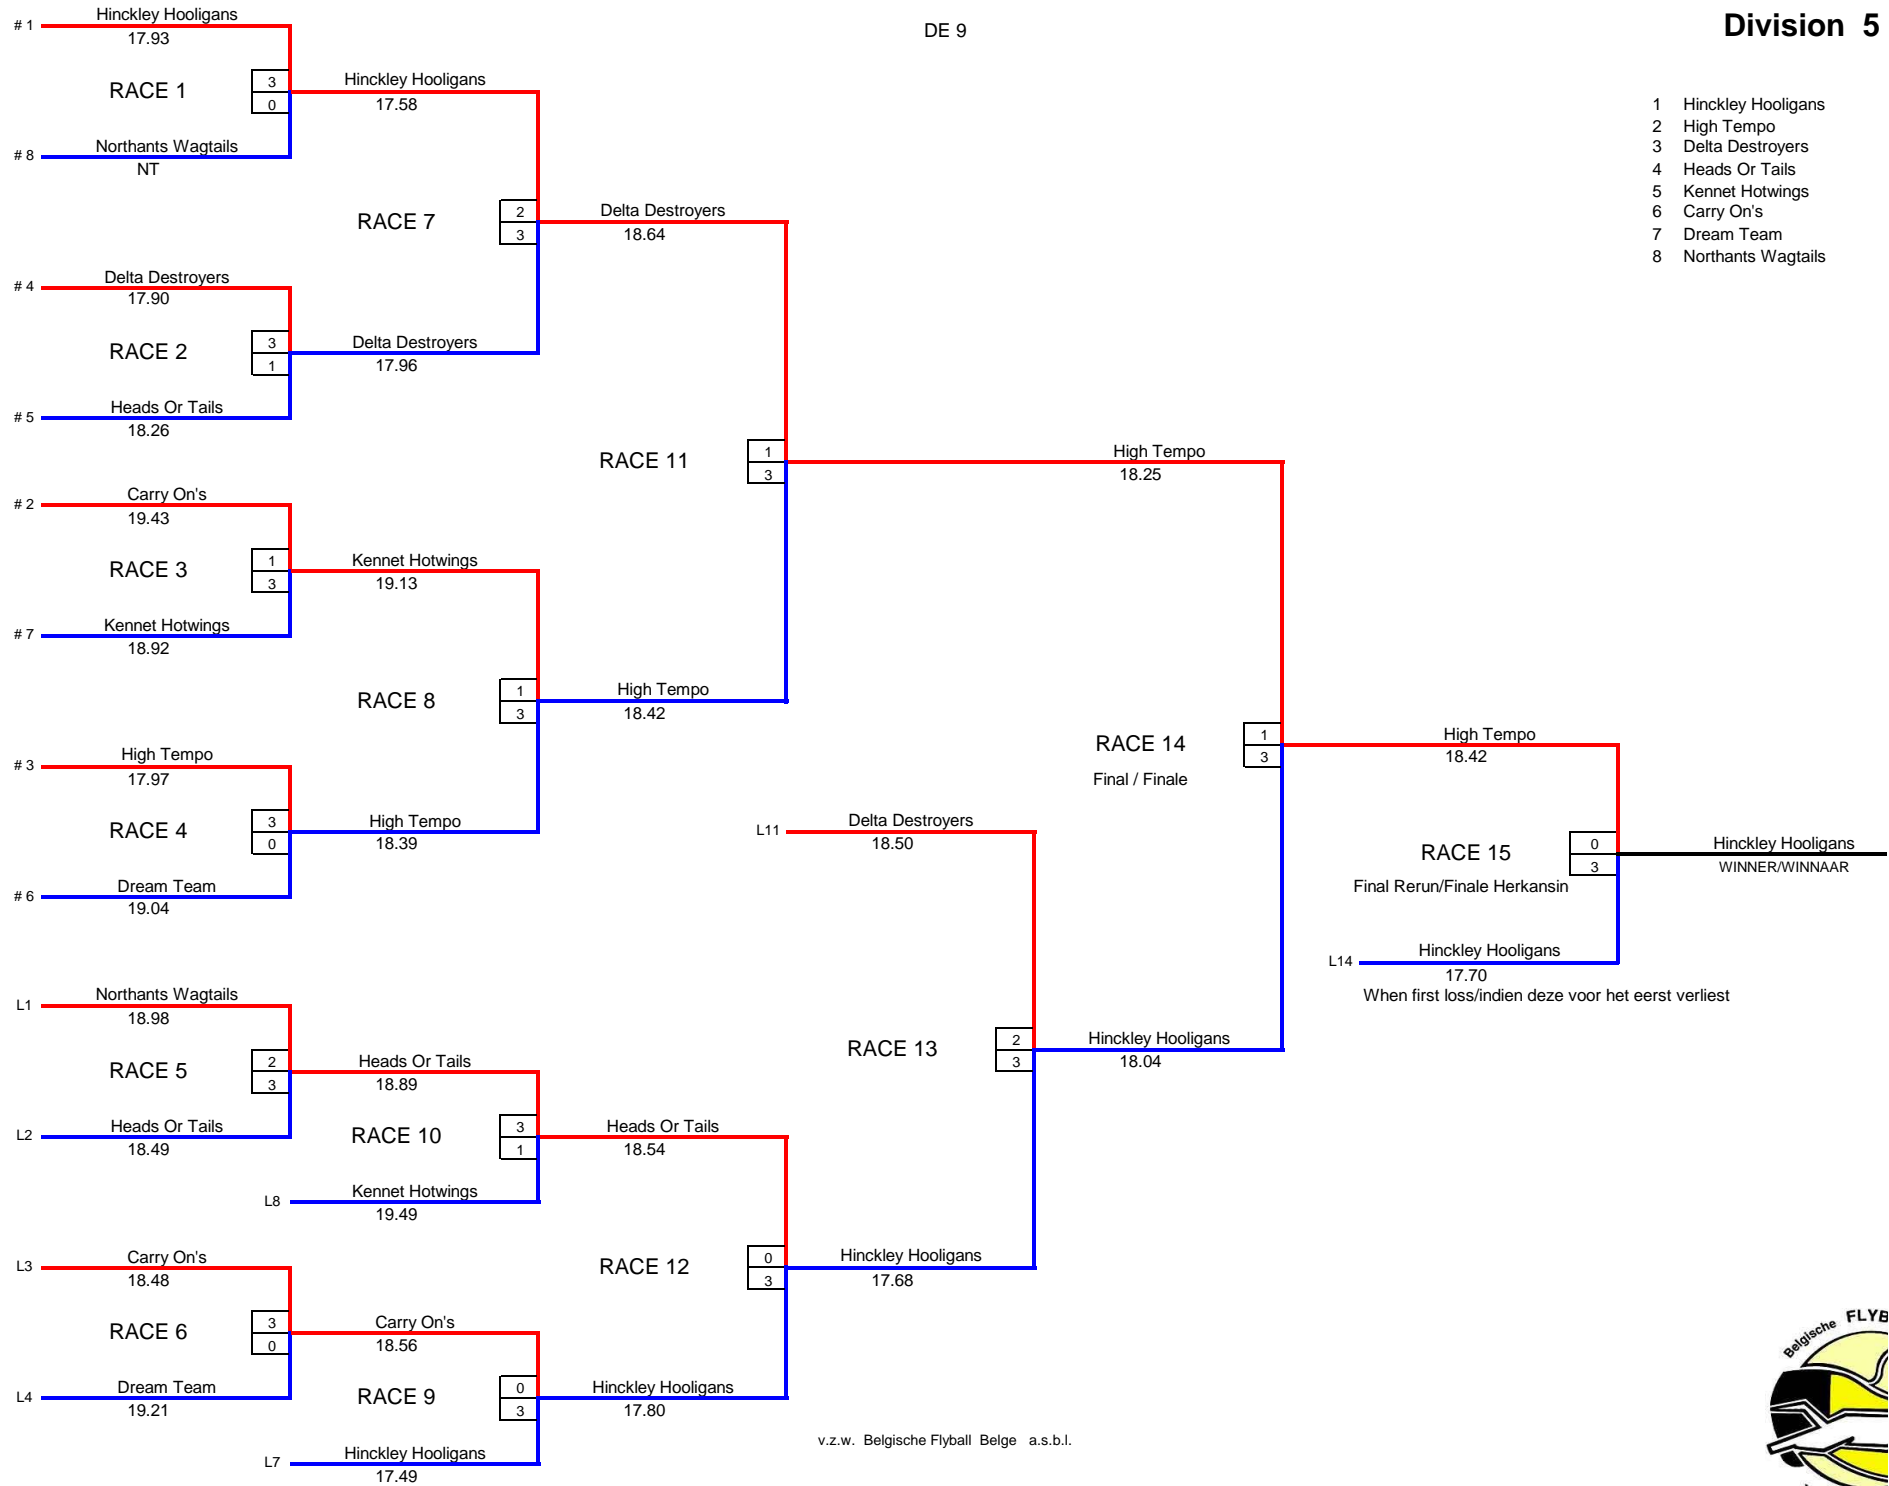 DE 9
Division 5
1 Hinckley Hooligans
2 High Tempo
3 Delta Destroyers
4 Heads Or Tails
5 Kennet Hotwings
6 Carry On's
7 Dream Team
8 Northants Wagtails
# 1 Hinckley Hooligans
17.93
RACE 1
3
0
# 8 Northants Wagtails
NT
Hinckley Hooligans
17.58
RACE 7
2
3
# 4 Delta Destroyers
17.90
RACE 2
3
1
# 5 Heads Or Tails
18.26
Delta Destroyers
17.96
Delta Destroyers
18.64
RACE 11
1
3
# 2 Carry On's
19.43
RACE 3
1
3
# 7 Kennet Hotwings
18.92
Kennet Hotwings
19.13
RACE 8
1
3
# 3 High Tempo
17.97
RACE 4
3
0
# 6 Dream Team
19.04
High Tempo
18.39
High Tempo
18.42
High Tempo
18.25
RACE 14
Final / Finale
1
3
High Tempo
18.42
RACE 15
Final Rerun/Finale Herkansin
0
3
Hinckley Hooligans
WINNER/WINNAAR
L14 Hinckley Hooligans
17.70
When first loss/indien deze voor het eerst verliest
L11 Delta Destroyers
18.50
RACE 13
2
3
Hinckley Hooligans
18.04
L1 Northants Wagtails
18.98
RACE 5
2
3
L2 Heads Or Tails
18.49
Heads Or Tails
18.89
RACE 10
3
1
L8 Kennet Hotwings
19.49
Heads Or Tails
18.54
RACE 12
0
3
Hinckley Hooligans
17.68
L3 Carry On's
18.48
RACE 6
3
0
L4 Dream Team
19.21
Carry On's
18.56
RACE 9
0
3
L7 Hinckley Hooligans
17.49
Hinckley Hooligans
17.80
v.z.w. Belgische Flyball Belge a.s.b.l.
Belgische FLYB